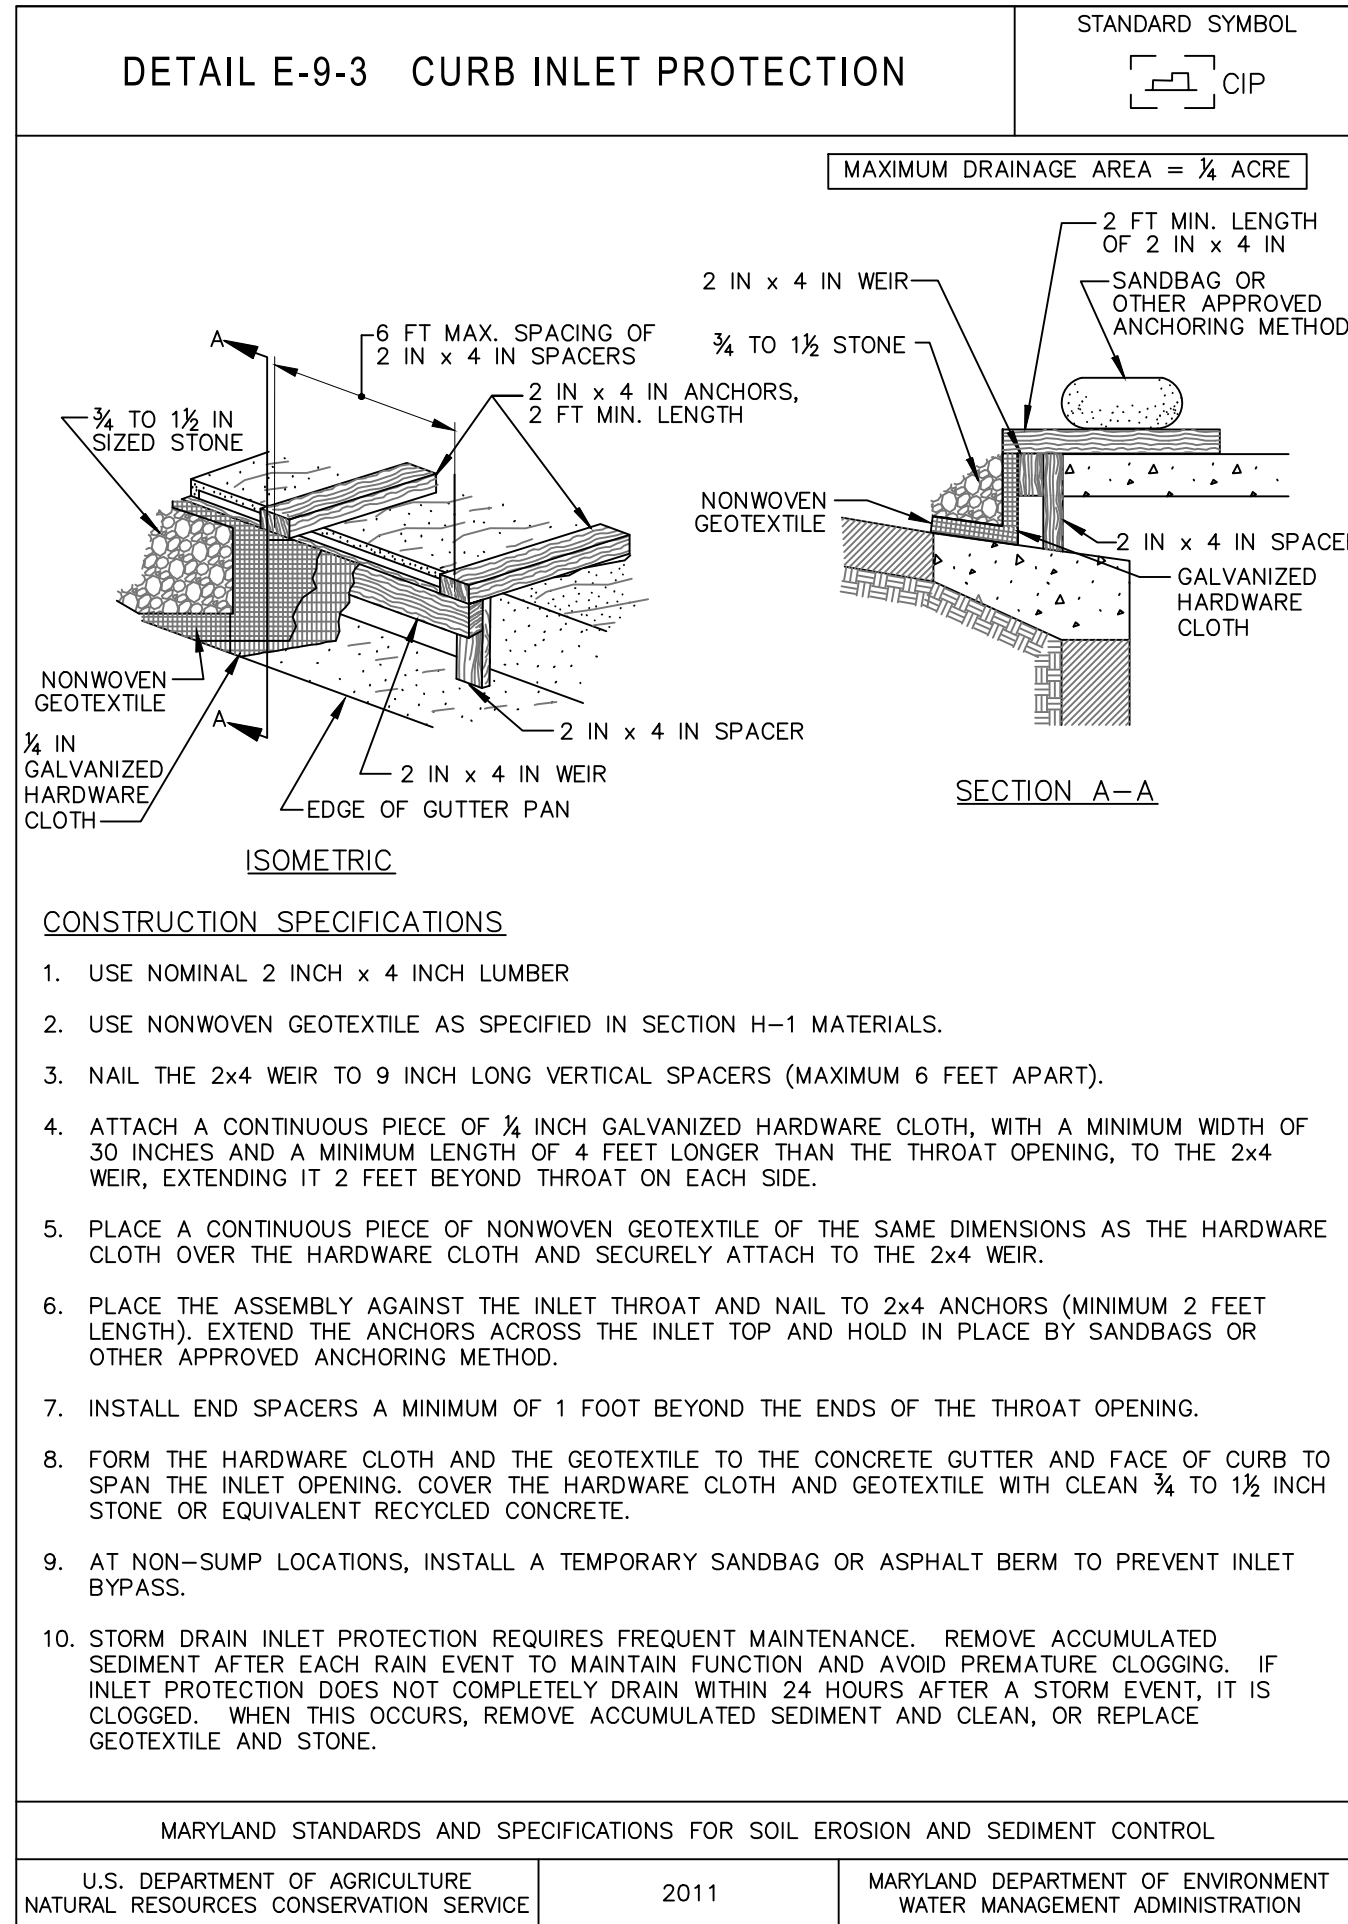 DETAIL E-9-3 CURB INLET PROTECTION
STANDARD SYMBOL
CIP
MAXIMUM DRAINAGE AREA = ¼ ACRE
A
6 FT MAX. SPACING OF
2 IN x 4 IN SPACERS
2 IN x 4 IN ANCHORS,
2 FT MIN. LENGTH
¾ TO 1½ IN
SIZED STONE
NONWOVEN
GEOTEXTILE
A
¼ IN
GALVANIZED
HARDWARE
CLOTH
2 IN x 4 IN SPACER
2 IN x 4 IN WEIR
EDGE OF GUTTER PAN
ISOMETRIC
2 FT MIN. LENGTH
OF 2 IN x 4 IN
2 IN x 4 IN WEIR
SANDBAG OR
OTHER APPROVED
ANCHORING METHOD
¾ TO 1½ STONE
NONWOVEN
GEOTEXTILE
2 IN x 4 IN SPACER
GALVANIZED
HARDWARE
CLOTH
SECTION A-A
CONSTRUCTION SPECIFICATIONS
1. USE NOMINAL 2 INCH x 4 INCH LUMBER
2. USE NONWOVEN GEOTEXTILE AS SPECIFIED IN SECTION H-1 MATERIALS.
3. NAIL THE 2x4 WEIR TO 9 INCH LONG VERTICAL SPACERS (MAXIMUM 6 FEET APART).
4. ATTACH A CONTINUOUS PIECE OF ¼ INCH GALVANIZED HARDWARE CLOTH, WITH A MINIMUM WIDTH OF
30 INCHES AND A MINIMUM LENGTH OF 4 FEET LONGER THAN THE THROAT OPENING, TO THE 2x4
WEIR, EXTENDING IT 2 FEET BEYOND THROAT ON EACH SIDE.
5. PLACE A CONTINUOUS PIECE OF NONWOVEN GEOTEXTILE OF THE SAME DIMENSIONS AS THE HARDWARE
CLOTH OVER THE HARDWARE CLOTH AND SECURELY ATTACH TO THE 2x4 WEIR.
6. PLACE THE ASSEMBLY AGAINST THE INLET THROAT AND NAIL TO 2x4 ANCHORS (MINIMUM 2 FEET
LENGTH). EXTEND THE ANCHORS ACROSS THE INLET TOP AND HOLD IN PLACE BY SANDBAGS OR
OTHER APPROVED ANCHORING METHOD.
7. INSTALL END SPACERS A MINIMUM OF 1 FOOT BEYOND THE ENDS OF THE THROAT OPENING.
8. FORM THE HARDWARE CLOTH AND THE GEOTEXTILE TO THE CONCRETE GUTTER AND FACE OF CURB TO
SPAN THE INLET OPENING. COVER THE HARDWARE CLOTH AND GEOTEXTILE WITH CLEAN ¾ TO 1½ INCH
STONE OR EQUIVALENT RECYCLED CONCRETE.
9. AT NON-SUMP LOCATIONS, INSTALL A TEMPORARY SANDBAG OR ASPHALT BERM TO PREVENT INLET
BYPASS.
10. STORM DRAIN INLET PROTECTION REQUIRES FREQUENT MAINTENANCE. REMOVE ACCUMULATED
SEDIMENT AFTER EACH RAIN EVENT TO MAINTAIN FUNCTION AND AVOID PREMATURE CLOGGING. IF
INLET PROTECTION DOES NOT COMPLETELY DRAIN WITHIN 24 HOURS AFTER A STORM EVENT, IT IS
CLOGGED. WHEN THIS OCCURS, REMOVE ACCUMULATED SEDIMENT AND CLEAN, OR REPLACE
GEOTEXTILE AND STONE.
MARYLAND STANDARDS AND SPECIFICATIONS FOR SOIL EROSION AND SEDIMENT CONTROL
U.S. DEPARTMENT OF AGRICULTURE
NATURAL RESOURCES CONSERVATION SERVICE
2011
MARYLAND DEPARTMENT OF ENVIRONMENT
WATER MANAGEMENT ADMINISTRATION